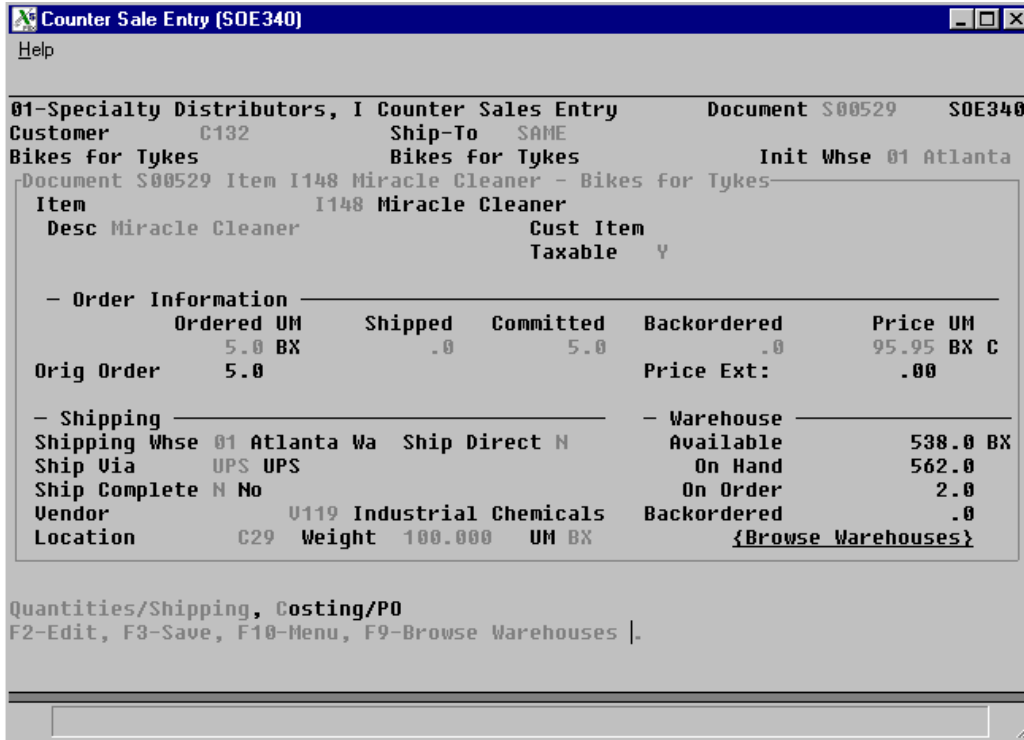 Counter Sale Entry (SOE340)
Help
01-Specialty Distributors, I Counter Sales Entry Document S00529 SOE340
Customer C132 Ship-To SAME
Bikes for Tykes Bikes for Tykes Init Whse 01 Atlanta
Document S00529 Item I148 Miracle Cleaner - Bikes for Tykes
Item I148 Miracle Cleaner
Desc Miracle Cleaner Cust Item
Taxable Y
- Order Information
Ordered UM Shipped Committed Backordered Price UM
5.0 BX .0 5.0 .0 95.95 BX C
Orig Order 5.0 Price Ext: .00
- Shipping - Warehouse
Shipping Whse 01 Atlanta Wa Ship Direct N Available 538.0 BX
Ship Via UPS UPS On Hand 562.0
Ship Complete N No On Order 2.0
Vendor V119 Industrial Chemicals Backordered .0
Location C29 Weight 100.000 UM BX {Browse Warehouses}
Quantities/Shipping, Costing/PO
F2-Edit, F3-Save, F10-Menu, F9-Browse Warehouses .